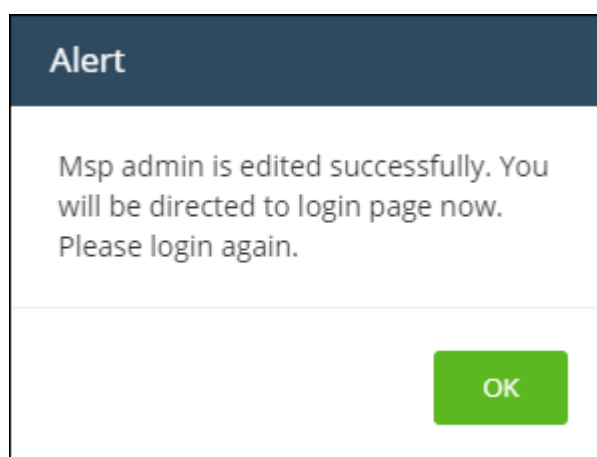 Alert
Msp admin is edited successfully. You
will be directed to login page now.
Please login again.
OK